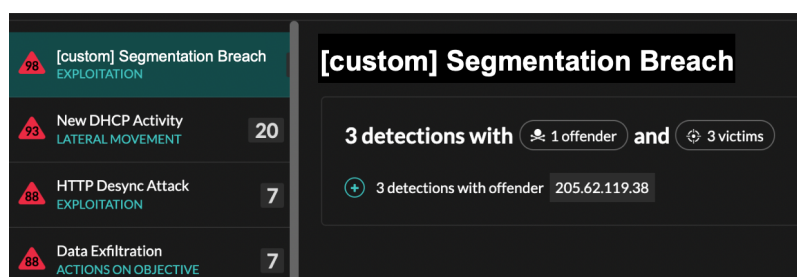 98
[custom] Segmentation Breach
EXPLOITATION
93
New DHCP Activity
LATERAL MOVEMENT
20
88
HTTP Desync Attack
EXPLOITATION
7
88
Data Exfiltration
ACTIONS ON OBJECTIVE
7
[custom] Segmentation Breach
3 detections with 1 offender and 3 victims
3 detections with offender 205.62.119.38